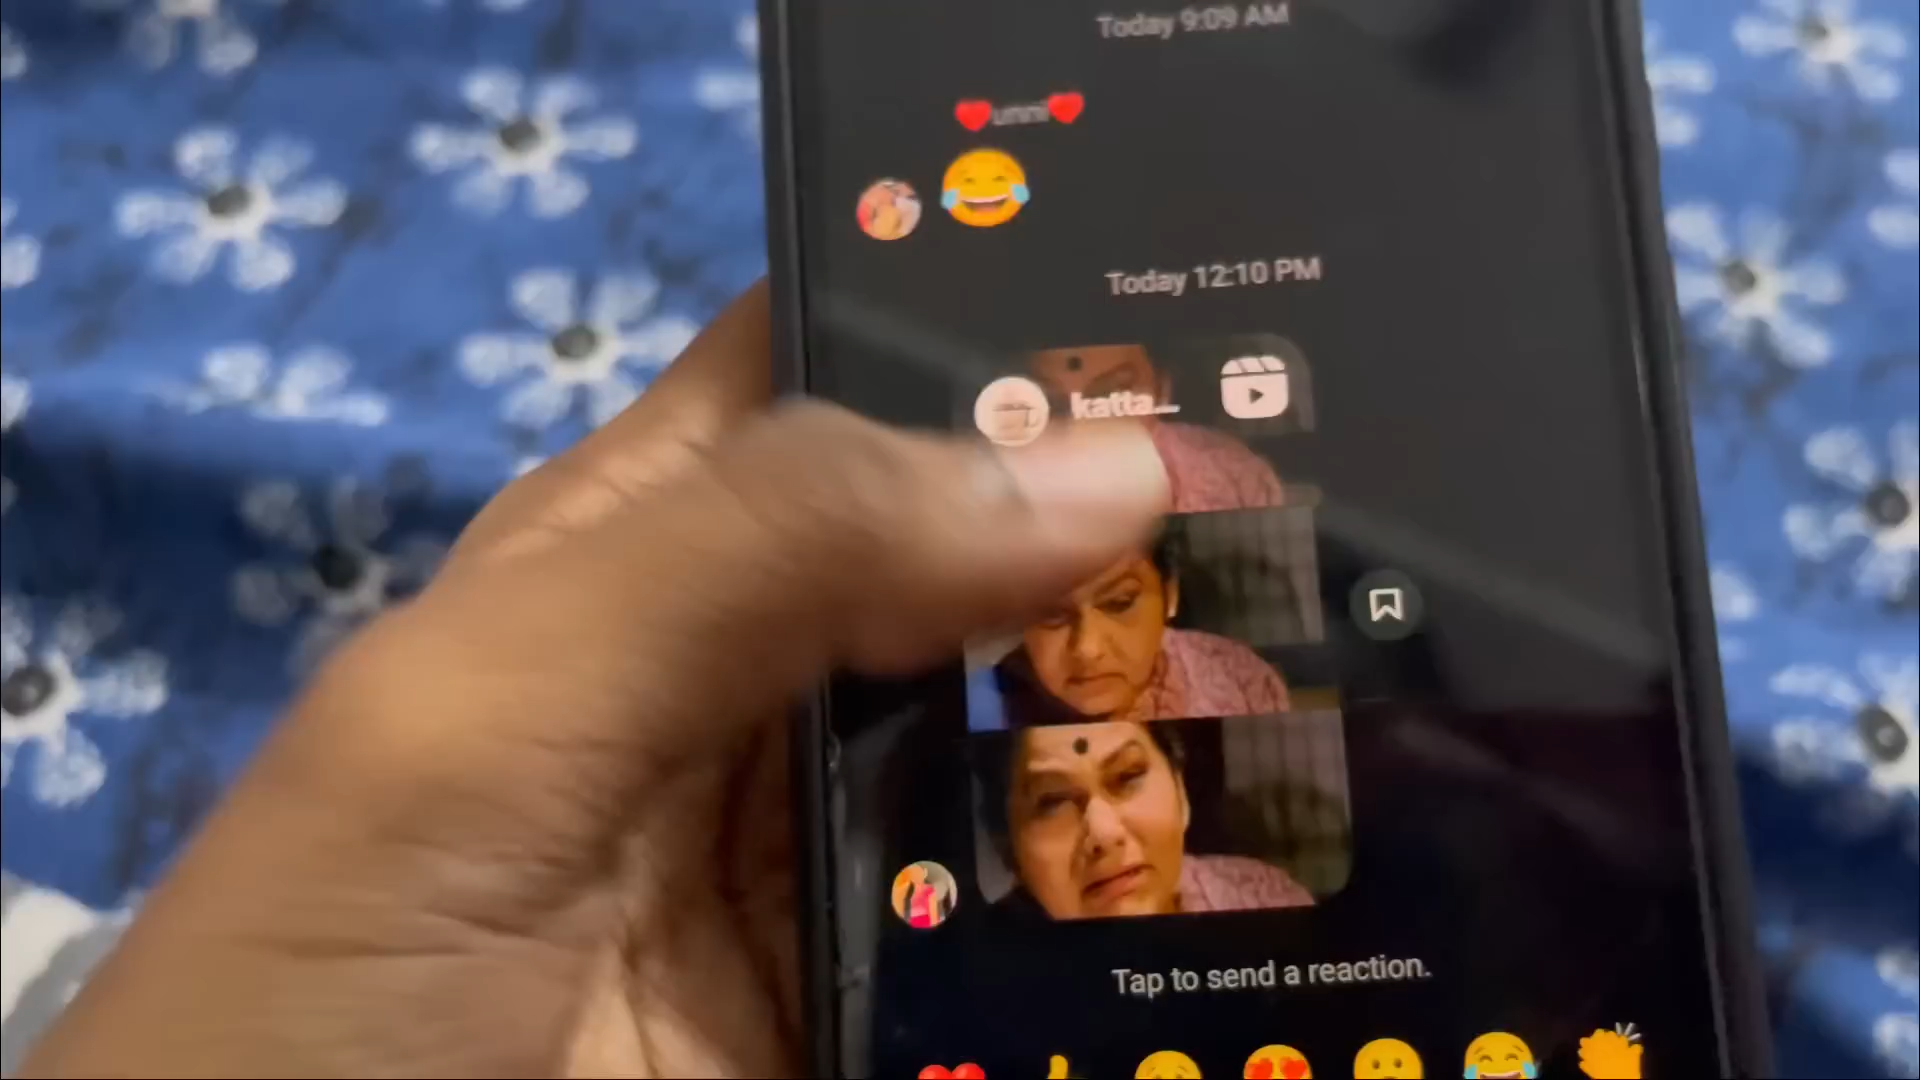 Today 9:09 AM
❤️unni❤️
😂
Today 12:10 PM
katta...
Tap to send a reaction.